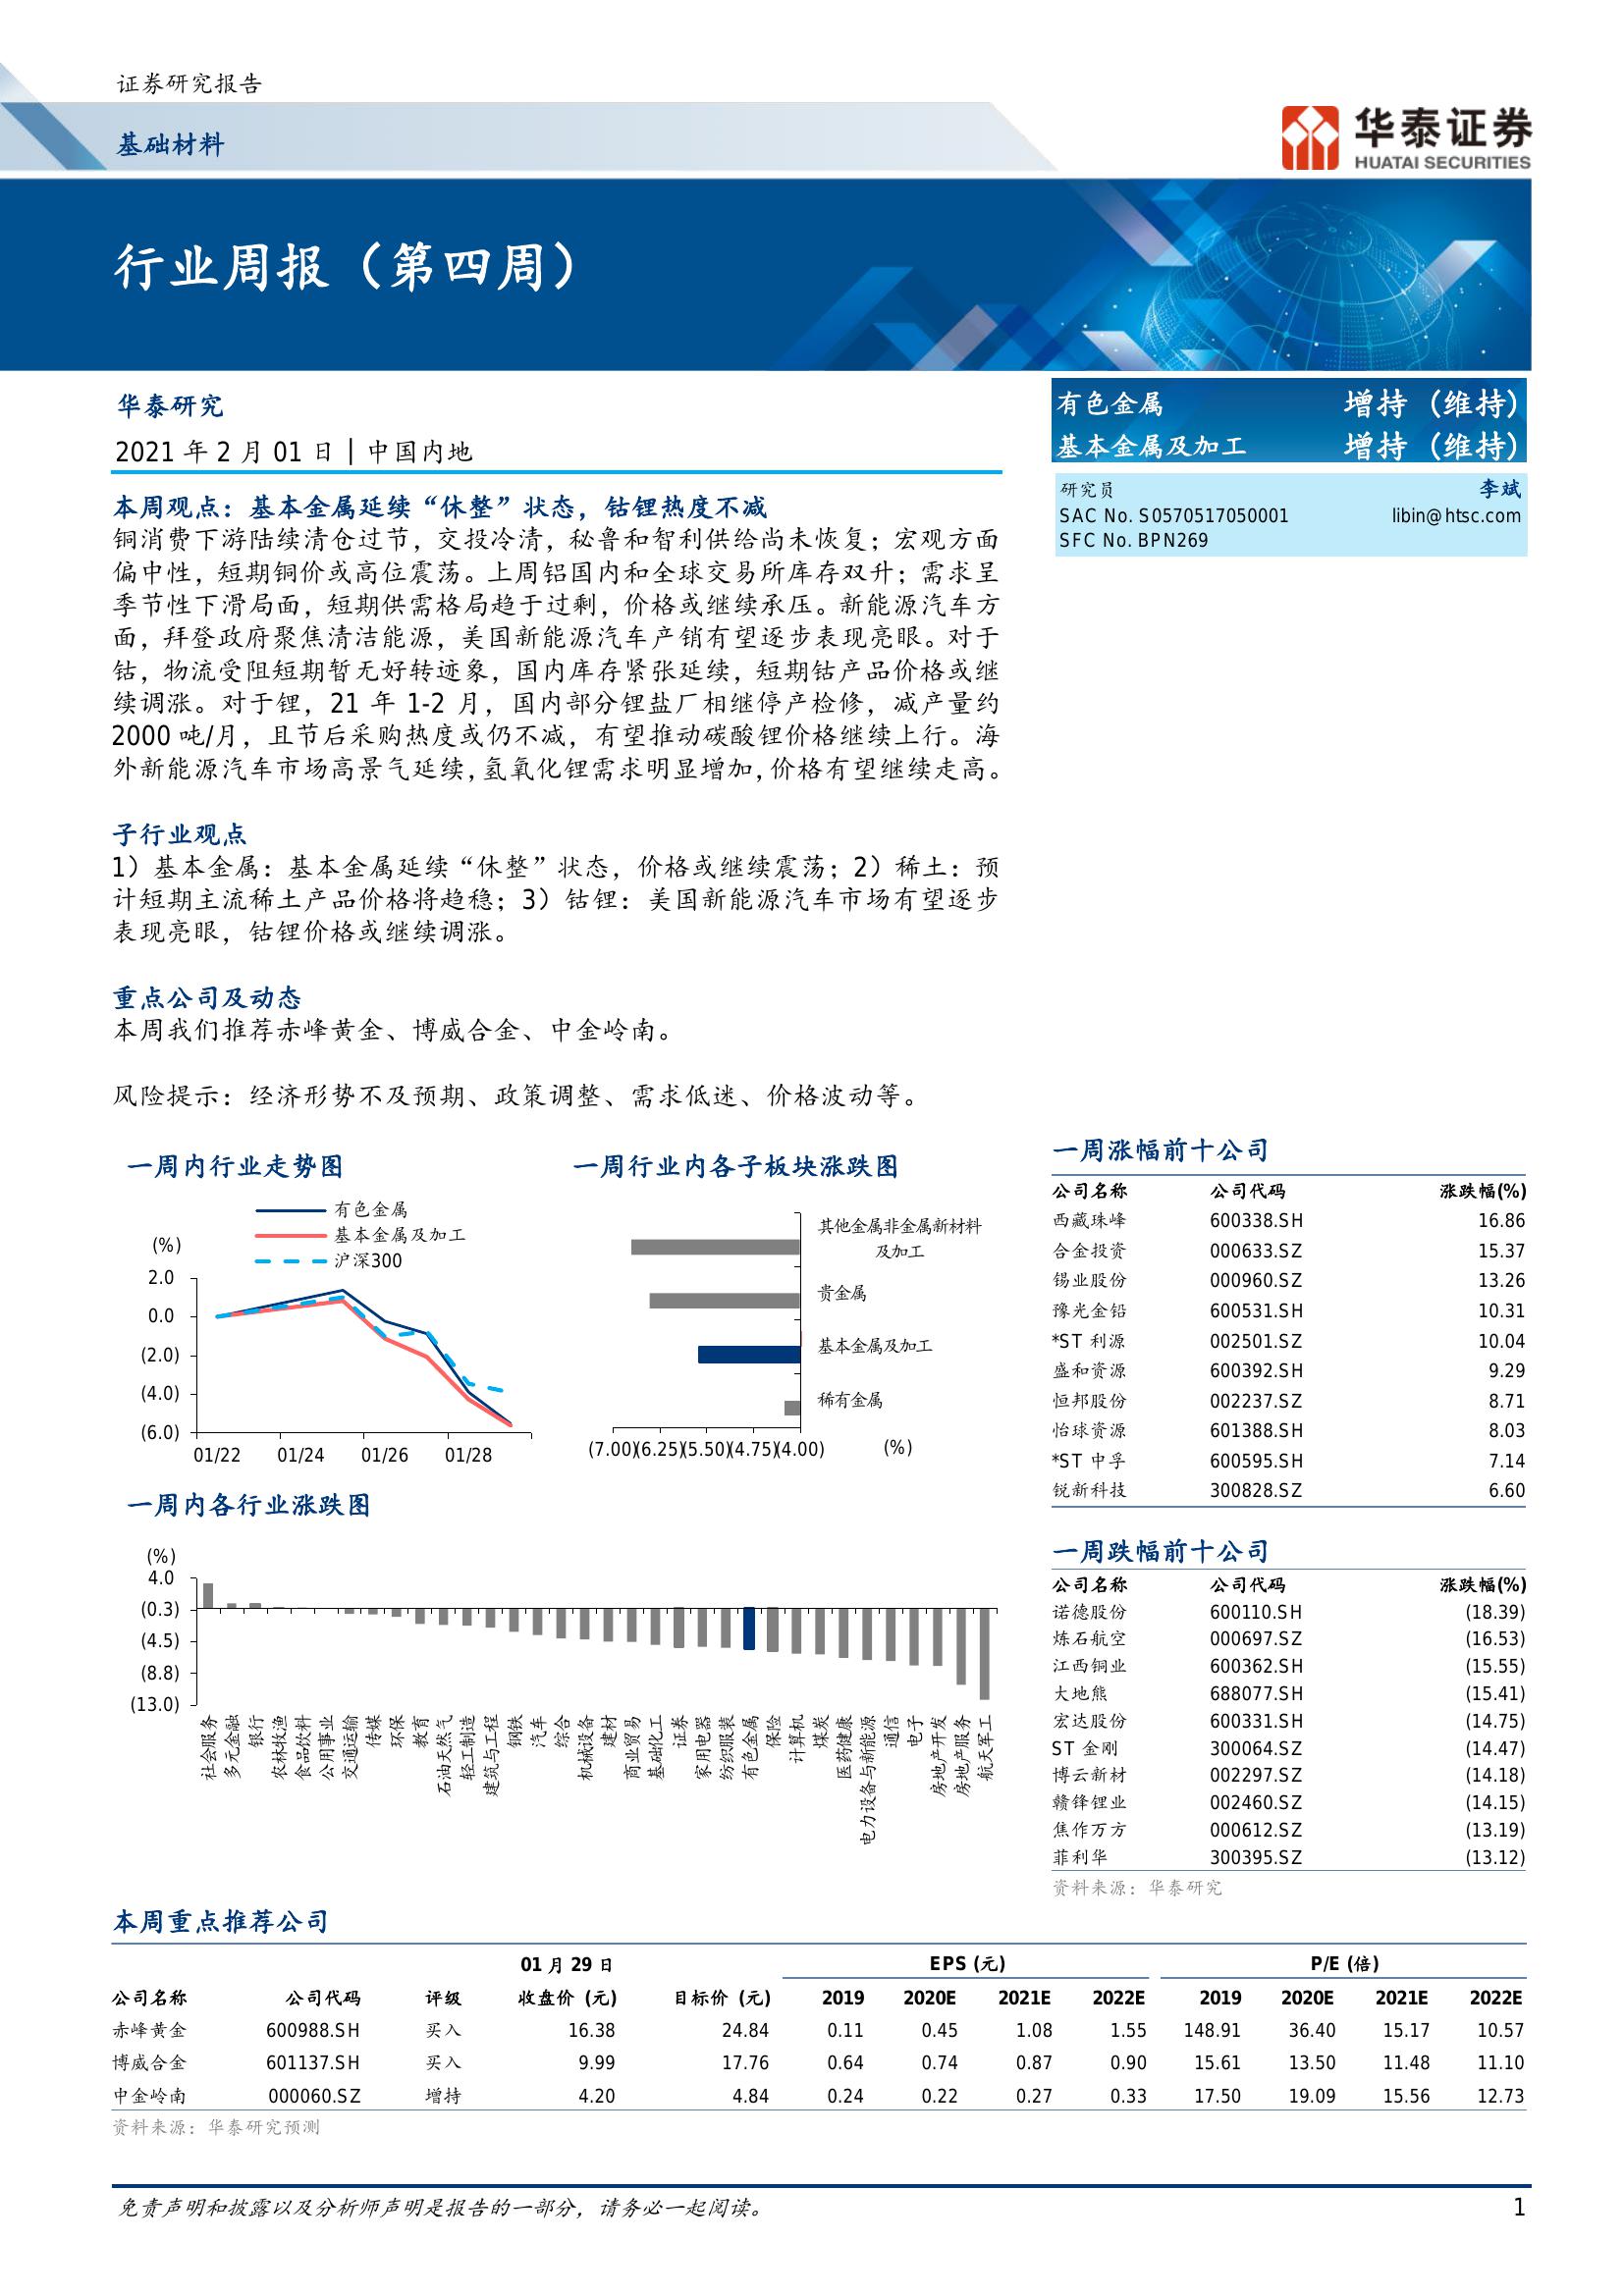 证券研究报告
基础材料
华泰证券
HUATAI SECURITIES
行业周报（第四周）
华泰研究
2021 年 2 月 01 日│中国内地
有色金属 增持（维持）
基本金属及加工 增持（维持）
研究员 李斌
SAC No. S0570517050001 libin@htsc.com
SFC No. BPN269
本周观点：基本金属延续“休整”状态，钴锂热度不减
铜消费下游陆续清仓过节，交投冷清，秘鲁和智利供给尚未恢复；宏观方面
偏中性，短期铜价或高位震荡。上周铝国内和全球交易所库存双升；需求呈
季节性下滑局面，短期供需格局趋于过剩，价格或继续承压。新能源汽车方
面，拜登政府聚焦清洁能源，美国新能源汽车产销有望逐步表现亮眼。对于
钴，物流受阻短期暂无好转迹象，国内库存紧张延续，短期钴产品价格或继
续调涨。对于锂，21 年 1-2 月，国内部分锂盐厂相继停产检修，减产量约
2000 吨/月，且节后采购热度或仍不减，有望推动碳酸锂价格继续上行。海
外新能源汽车市场高景气延续，氢氧化锂需求明显增加，价格有望继续走高。
子行业观点
1）基本金属：基本金属延续“休整”状态，价格或继续震荡；2）稀土：预
计短期主流稀土产品价格将趋稳；3）钴锂：美国新能源汽车市场有望逐步
表现亮眼，钴锂价格或继续调涨。
重点公司及动态
本周我们推荐赤峰黄金、博威合金、中金岭南。
风险提示：经济形势不及预期、政策调整、需求低迷、价格波动等。
一周内行业走势图
有色金属
基本金属及加工
沪深300
(%)
2.0
0.0
(2.0)
(4.0)
(6.0)
01/22 01/24 01/26 01/28
一周行业内各子板块涨跌图
其他金属非金属新材料
及加工
贵金属
基本金属及加工
稀有金属
(7.00)(6.25)(5.50)(4.75)(4.00) (%)
一周内各行业涨跌图
(%)
4.0
(0.3)
(4.5)
(8.8)
(13.0)
社会服务
多元金融
银行
农林牧渔
食品饮料
公用事业
交通运输
传媒
环保
教育
石油天然气
轻工制造
建筑与工程
钢铁
汽车
综合
机械设备
建材
商业贸易
基础化工
证券
家用电器
纺织服装
有色金属
保险
计算机
煤炭
医药健康
电力设备与新能源
通信
电子
房地产开发
房地产服务
航天军工
一周涨幅前十公司
公司名称 公司代码 涨跌幅(%)
西藏珠峰 600338.SH 16.86
合金投资 000633.SZ 15.37
锡业股份 000960.SZ 13.26
豫光金铅 600531.SH 10.31
*ST 利源 002501.SZ 10.04
盛和资源 600392.SH 9.29
恒邦股份 002237.SZ 8.71
怡球资源 601388.SH 8.03
*ST 中孚 600595.SH 7.14
锐新科技 300828.SZ 6.60
一周跌幅前十公司
公司名称 公司代码 涨跌幅(%)
诺德股份 600110.SH (18.39)
炼石航空 000697.SZ (16.53)
江西铜业 600362.SH (15.55)
大地熊 688077.SH (15.41)
宏达股份 600331.SH (14.75)
ST 金刚 300064.SZ (14.47)
博云新材 002297.SZ (14.18)
赣锋锂业 002460.SZ (14.15)
焦作万方 000612.SZ (13.19)
菲利华 300395.SZ (13.12)
资料来源：华泰研究
本周重点推荐公司
01 月 29 日 EPS (元) P/E (倍)
公司名称 公司代码 评级 收盘价 (元) 目标价 (元) 2019 2020E 2021E 2022E 2019 2020E 2021E 2022E
赤峰黄金 600988.SH 买入 16.38 24.84 0.11 0.45 1.08 1.55 148.91 36.40 15.17 10.57
博威合金 601137.SH 买入 9.99 17.76 0.64 0.74 0.87 0.90 15.61 13.50 11.48 11.10
中金岭南 000060.SZ 增持 4.20 4.84 0.24 0.22 0.27 0.33 17.50 19.09 15.56 12.73
资料来源：华泰研究预测
免责声明和披露以及分析师声明是报告的一部分，请务必一起阅读。 1